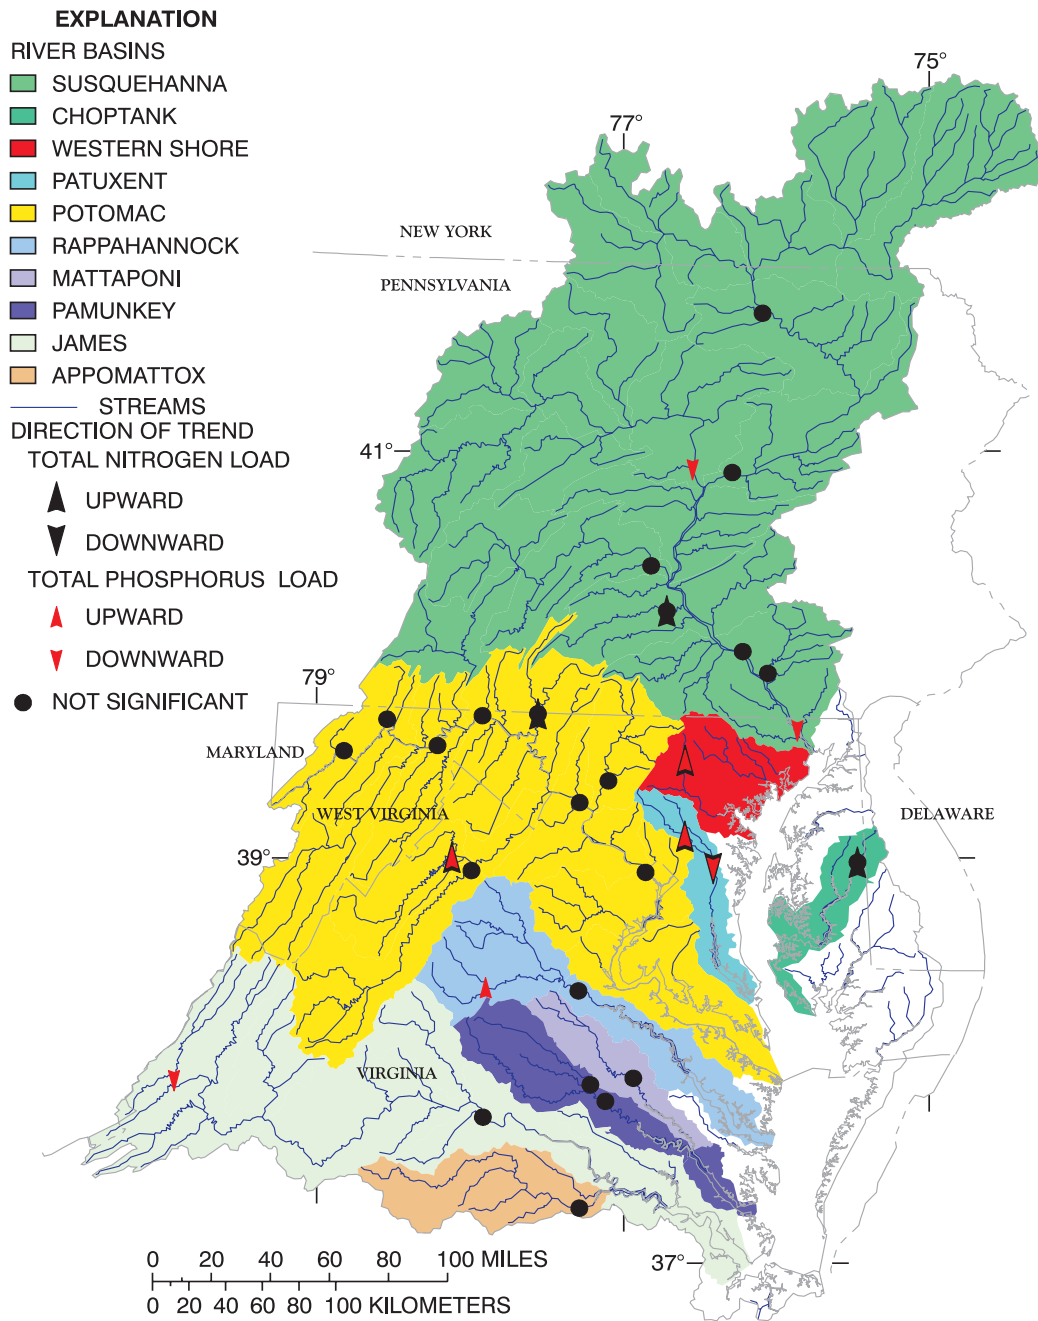 EXPLANATION
RIVER BASINS
SUSQUEHANNA
CHOPTANK
WESTERN SHORE
PATUXENT
POTOMAC
RAPPAHANNOCK
MATTAPONI
PAMUNKEY
JAMES
APPOMATTOX
STREAMS
DIRECTION OF TREND
TOTAL NITROGEN LOAD
UPWARD
DOWNWARD
TOTAL PHOSPHORUS LOAD
UPWARD
DOWNWARD
NOT SIGNIFICANT
75°
77°
NEW YORK
PENNSYLVANIA
41°
79°
MARYLAND
WEST VIRGINIA
DELAWARE
39°
VIRGINIA
37°
0 20 40 60 80 100 MILES
0 20 40 60 80 100 KILOMETERS